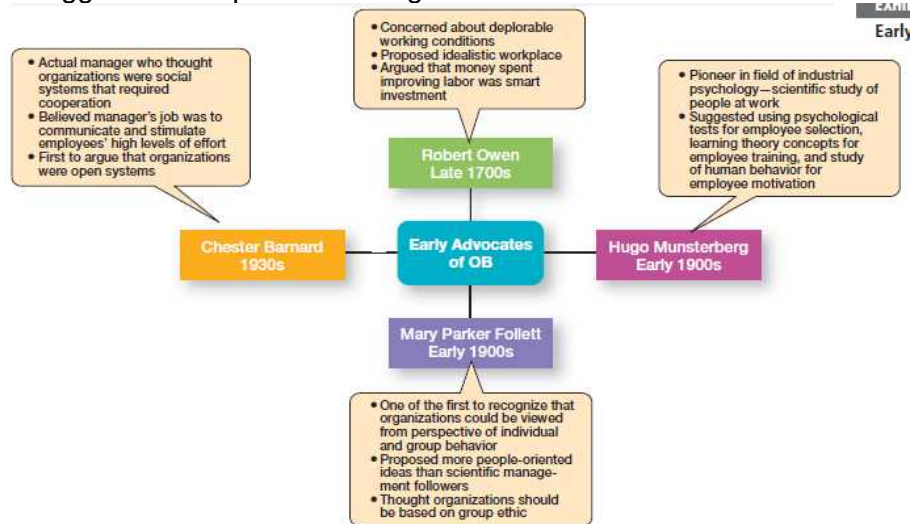 Early
• Concerned about deplorable
working conditions
• Proposed idealistic workplace
• Argued that money spent
improving labor was smart
investment
• Actual manager who thought
organizations were social
systems that required
cooperation
• Believed manager's job was to
communicate and stimulate
employees' high levels of effort
• First to argue that organizations
were open systems
• Pioneer in field of industrial
psychology—scientific study of
people at work
• Suggested using psychological
tests for employee selection,
learning theory concepts for
employee training, and study
of human behavior for
employee motivation
Robert Owen
Late 1700s
Chester Barnard
1930s
Early Advocates
of OB
Hugo Munsterberg
Early 1900s
Mary Parker Follett
Early 1900s
• One of the first to recognize that
organizations could be viewed
from perspective of individual
and group behavior
• Proposed more people-oriented
ideas than scientific manage-
ment followers
• Thought organizations should
be based on group ethic